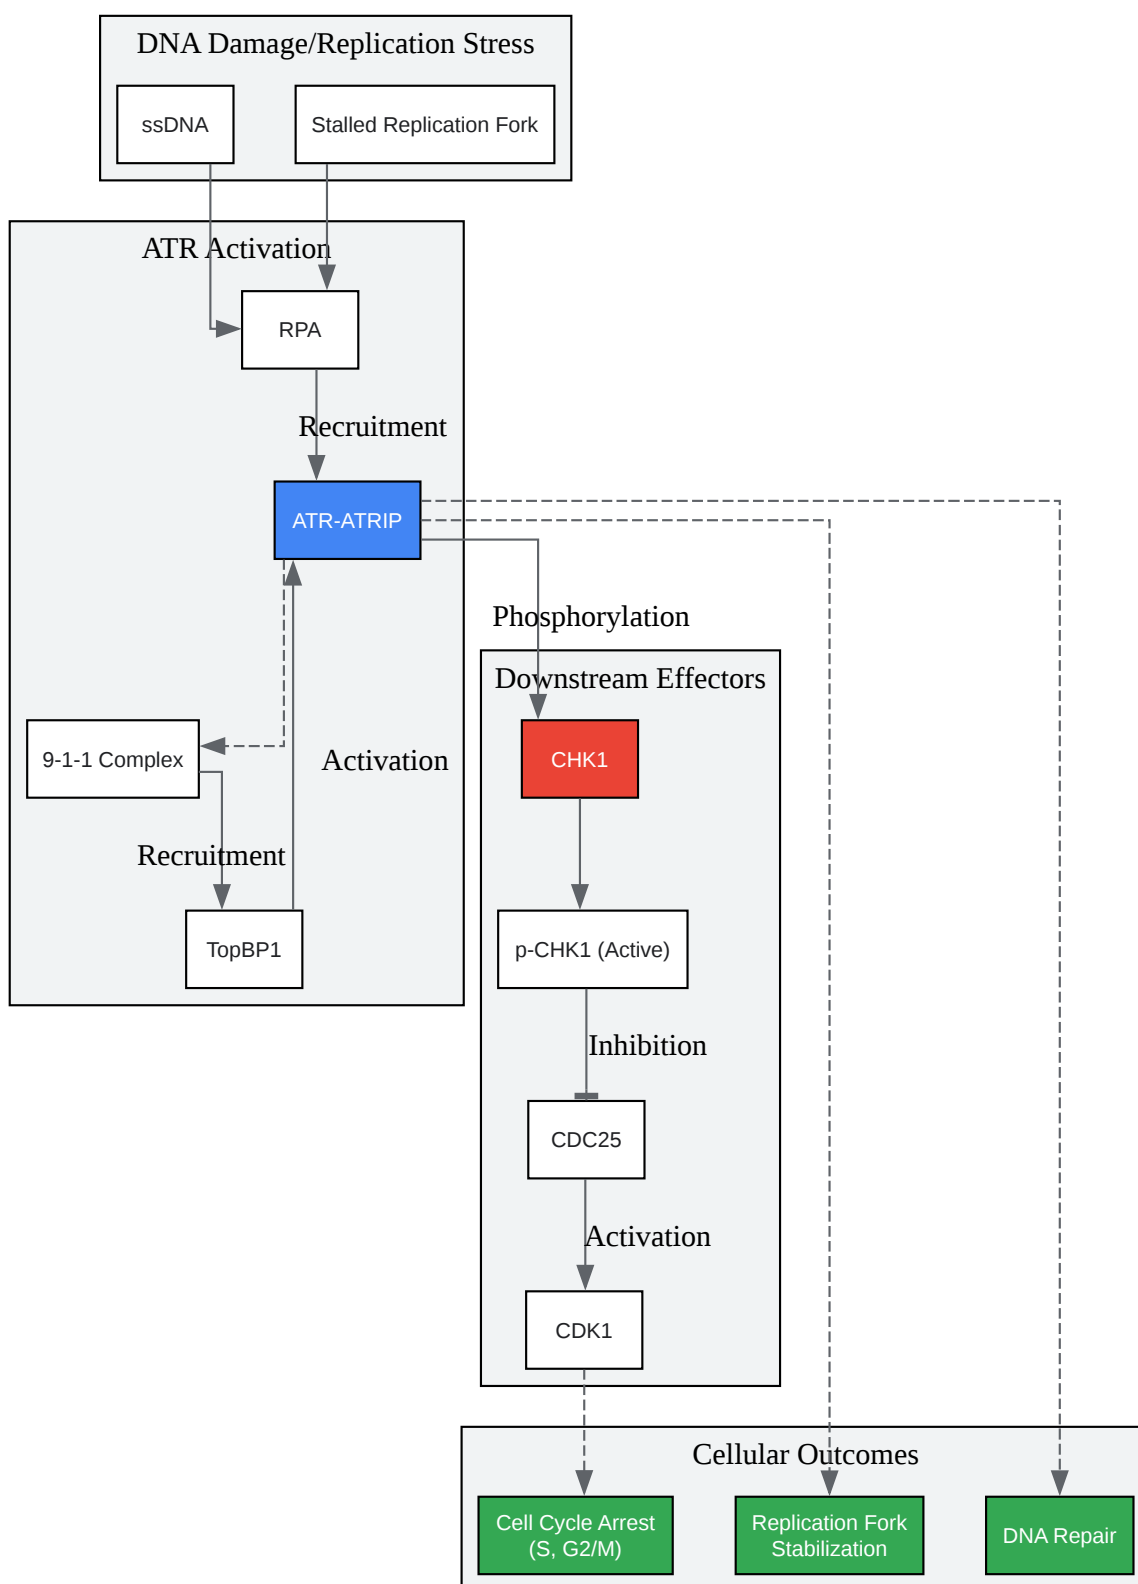 DNA Damage/Replication Stress
ssDNA
Stalled Replication Fork
ATR Activation
RPA
Recruitment
ATR-ATRIP
Phosphorylation
Downstream Effectors
9-1-1 Complex
Activation
CHK1
Recruitment
TopBP1
p-CHK1 (Active)
Inhibition
CDC25
Activation
CDK1
Cellular Outcomes
Cell Cycle Arrest
(S, G2/M)
Replication Fork
Stabilization
DNA Repair